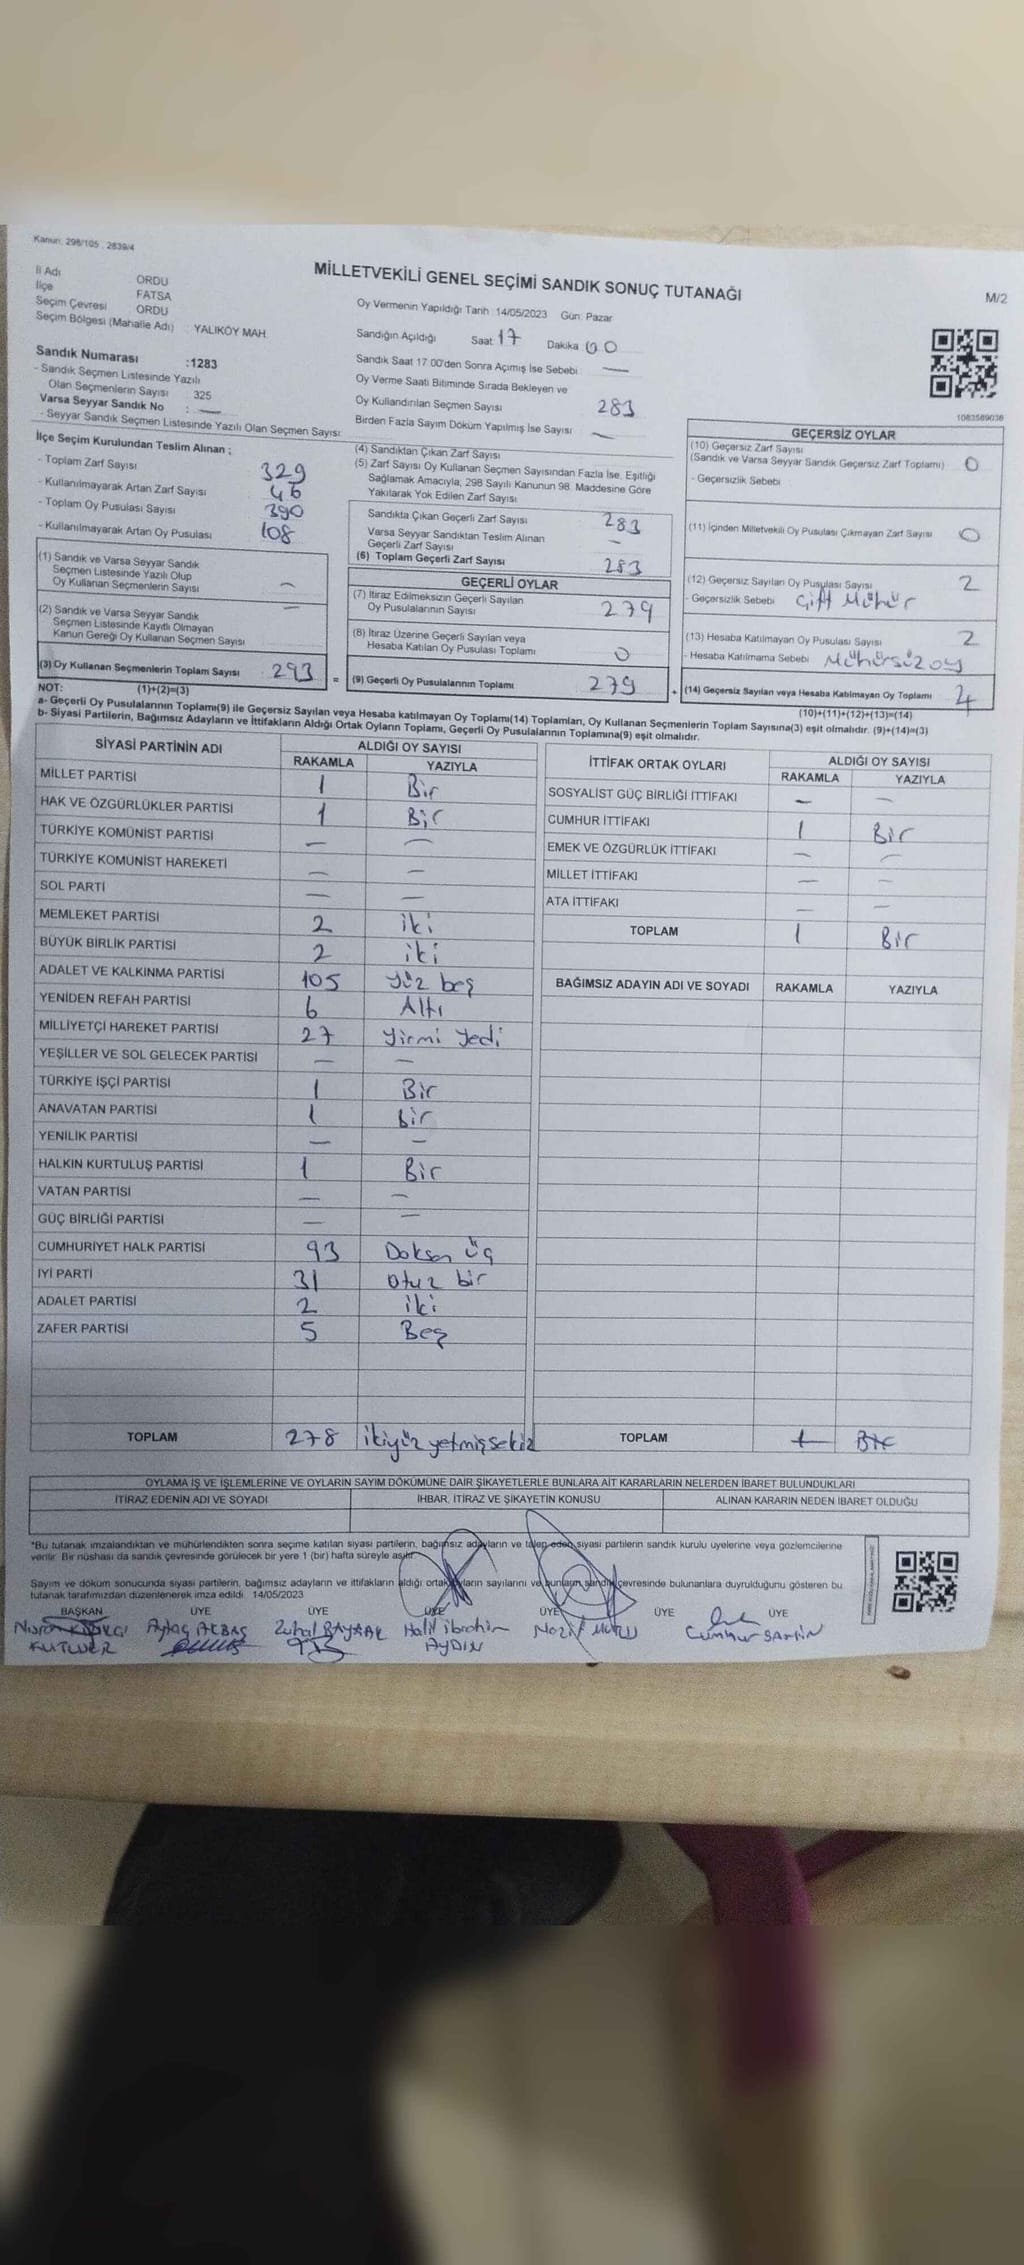 Kanun: 298/105 , 2839/4
MİLLETVEKİLİ GENEL SEÇİMİ SANDIK SONUÇ TUTANAĞI
M/2
İl Adı ORDU
İlçe FATSA
Seçim Çevresi ORDU
Seçim Bölgesi (Mahalle Adı) : YALIKÖY MAH.
Oy Vermenin Yapıldığı Tarih :14/05/2023 Gün: Pazar
Sandığın Açıldığı Saat 17 Dakika 00
Sandık Saat 17:00'den Sonra Açımış İse Sebebi : —
Oy Verme Saati Bitiminde Sırada Bekleyen ve
Oy Kullandırılan Seçmen Sayısı 283
Birden Fazla Sayım Döküm Yapılmış İse Sayısı : —
Sandık Numarası :1283
- Sandık Seçmen Listesinde Yazılı
Olan Seçmenlerin Sayısı : 325
Varsa Seyyar Sandık No : —
- Seyyar Sandık Seçmen Listesinde Yazılı Olan Seçmen Sayısı
1083589036
İlçe Seçim Kurulundan Teslim Alınan ;
- Toplam Zarf Sayısı 329
- Kullanılmayarak Artan Zarf Sayısı 46
- Toplam Oy Pusulası Sayısı 390
- Kullanılmayarak Artan Oy Pusulası 108
(1) Sandık ve Varsa Seyyar Sandık
Seçmen Listesinde Yazılı Olup
Oy Kullanan Seçmenlerin Sayısı —
(2) Sandık ve Varsa Seyyar Sandık
Seçmen Listesinde Kayıtlı Olmayan
Kanun Gereği Oy Kullanan Seçmen Sayısı —
(3) Oy Kullanan Seçmenlerin Toplam Sayısı : 293 =
(1)+(2)=(3)
(4) Sandıktan Çıkan Zarf Sayısı
(5) Zarf Sayısı Oy Kullanan Seçmen Sayısından Fazla İse, Eşitliği
Sağlamak Amacıyla, 298 Sayılı Kanunun 98. Maddesine Göre
Yakılarak Yok Edilen Zarf Sayısı
Sandıkta Çıkan Geçerli Zarf Sayısı : 283
Varsa Seyyar Sandıktan Teslim Alınan
Geçerli Zarf Sayısı : —
(6) Toplam Geçerli Zarf Sayısı : 283
GEÇERLİ OYLAR
(7) İtiraz Edilmeksizin Geçerli Sayılan
Oy Pusulalarının Sayısı : 279
(8) İtiraz Üzerine Geçerli Sayılan veya
Hesaba Katılan Oy Pusulası Toplamı : 0
(9) Geçerli Oy Pusulalarının Toplamı : 279 +
GEÇERSİZ OYLAR
(10) Geçersiz Zarf Sayısı
(Sandık ve Varsa Seyyar Sandık Geçersiz Zarf Toplamı) : 0
- Geçersizlik Sebebi :
(11) İçinden Milletvekili Oy Pusulası Çıkmayan Zarf Sayısı : 0
(12) Geçersiz Sayılan Oy Pusulası Sayısı : 2
- Geçersizlik Sebebi : Çift Mühür
(13) Hesaba Katılmayan Oy Pusulası Sayısı : 2
- Hesaba Katılmama Sebebi : Mühürsüz oy
(14) Geçersiz Sayılan veya Hesaba Katılmayan Oy Toplamı : 4
(10)+(11)+(12)+(13)=(14)
NOT:
a- Geçerli Oy Pusulalarının Toplamı(9) ile Geçersiz Sayılan veya Hesaba katılmayan Oy Toplamı(14) Toplamları, Oy Kullanan Seçmenlerin Toplam Sayısına(3) eşit olmalıdır. (9)+(14)=(3)
b- Siyasi Partilerin, Bağımsız Adayların ve İttifakların Aldığı Ortak Oyların Toplamı, Geçerli Oy Pusulalarının Toplamına(9) eşit olmalıdır.
SİYASİ PARTİNİN ADI ALDIĞI OY SAYISI
RAKAMLA YAZIYLA
MİLLET PARTİSİ 1 Bir
HAK VE ÖZGÜRLÜKLER PARTİSİ 1 Bir
TÜRKİYE KOMÜNİST PARTİSİ — —
TÜRKİYE KOMÜNİST HAREKETİ — —
SOL PARTİ — —
MEMLEKET PARTİSİ 2 iki
BÜYÜK BİRLİK PARTİSİ 2 iki
ADALET VE KALKINMA PARTİSİ 105 Yüz beş
YENİDEN REFAH PARTİSİ 6 Altı
MİLLİYETÇİ HAREKET PARTİSİ 27 Yirmi Yedi
YEŞİLLER VE SOL GELECEK PARTİSİ — —
TÜRKİYE İŞÇİ PARTİSİ 1 Bir
ANAVATAN PARTİSİ 1 Bir
YENİLİK PARTİSİ — —
HALKIN KURTULUŞ PARTİSİ 1 Bir
VATAN PARTİSİ — —
GÜÇ BİRLİĞİ PARTİSİ — —
CUMHURİYET HALK PARTİSİ 93 Doksan Üç
İYİ PARTİ 31 Otuz bir
ADALET PARTİSİ 2 iki
ZAFER PARTİSİ 5 Beş
TOPLAM 278 ikiyüz yetmişsekiz
İTTİFAK ORTAK OYLARI ALDIĞI OY SAYISI
RAKAMLA YAZIYLA
SOSYALİST GÜÇ BİRLİĞİ İTTİFAKI — —
CUMHUR İTTİFAKI 1 Bir
EMEK VE ÖZGÜRLÜK İTTİFAKI — —
MİLLET İTTİFAKI — —
ATA İTTİFAKI — —
TOPLAM 1 Bir
BAĞIMSIZ ADAYIN ADI VE SOYADI RAKAMLA YAZIYLA
TOPLAM 1 Bir
OYLAMA İŞ VE İŞLEMLERİNE VE OYLARIN SAYIM DÖKÜMÜNE DAİR ŞİKAYETLERLE BUNLARA AİT KARARLARIN NELERDEN İBARET BULUNDUKLARI
İTİRAZ EDENİN ADI VE SOYADI İHBAR, İTİRAZ VE ŞİKAYETİN KONUSU ALINAN KARARIN NEDEN İBARET OLDUĞU
*Bu tutanak imzalandıktan ve mühürlendikten sonra seçime katılan siyasi partilerin, bağımsız adayların ve talep eden siyasi partilerin sandık kurulu üyelerine veya gözlemcilerine
verilir. Bir nüshası da sandık çevresinde görülecek bir yere 1 (bir) hafta süreyle asılır.
Sayım ve döküm sonucunda siyasi partilerin, bağımsız adayların ve ittifakların aldığı ortak oyların sayılarını ve bunların sandık çevresinde bulunanlara duyrulduğunu gösteren bu
tutanak tarafımızdan düzenlenerek imza edildi. 14/05/2023
BAŞKAN ÜYE ÜYE ÜYE ÜYE ÜYE ÜYE
KUTLUER
Aytaç AKBAŞ
Zuhal BAYRAK
Halil İbrahim
AYDIN
Nazif MUTLU
Cumhur ŞAHİN